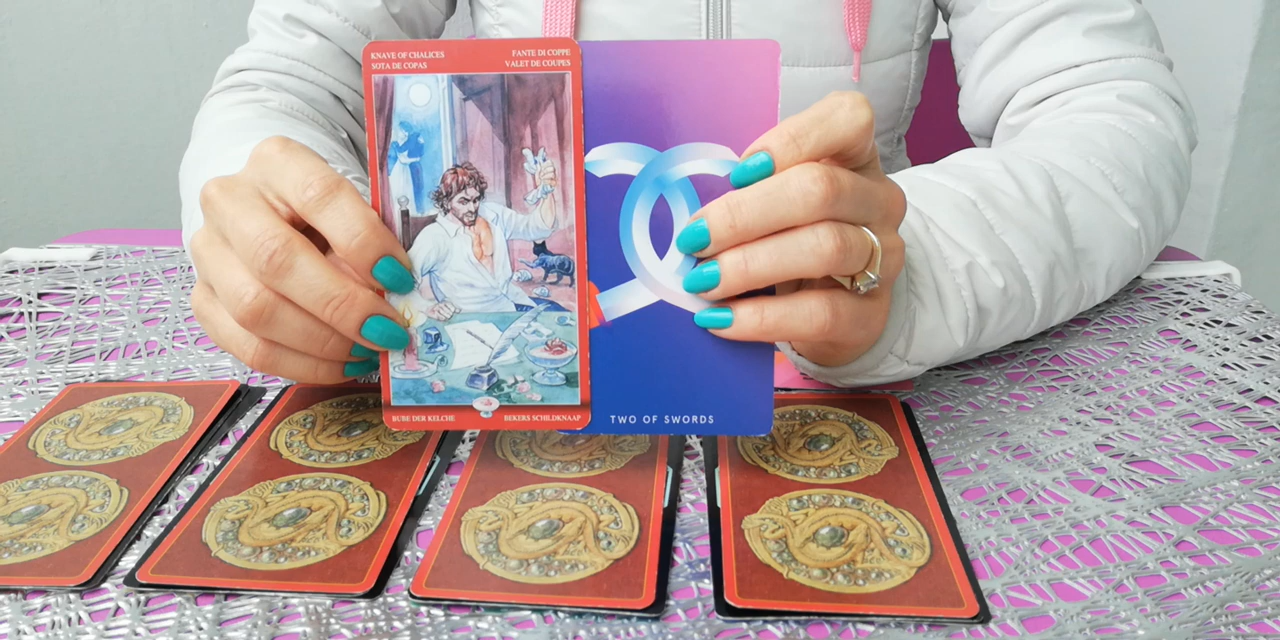 KNAVE OF CHALICES
SOTA DE COPAS
FANTE DI COPPE
VALET DE COUPES
BUBE DER KELCHE
BEKERS SCHILDKNAAP
TWO OF SWORDS